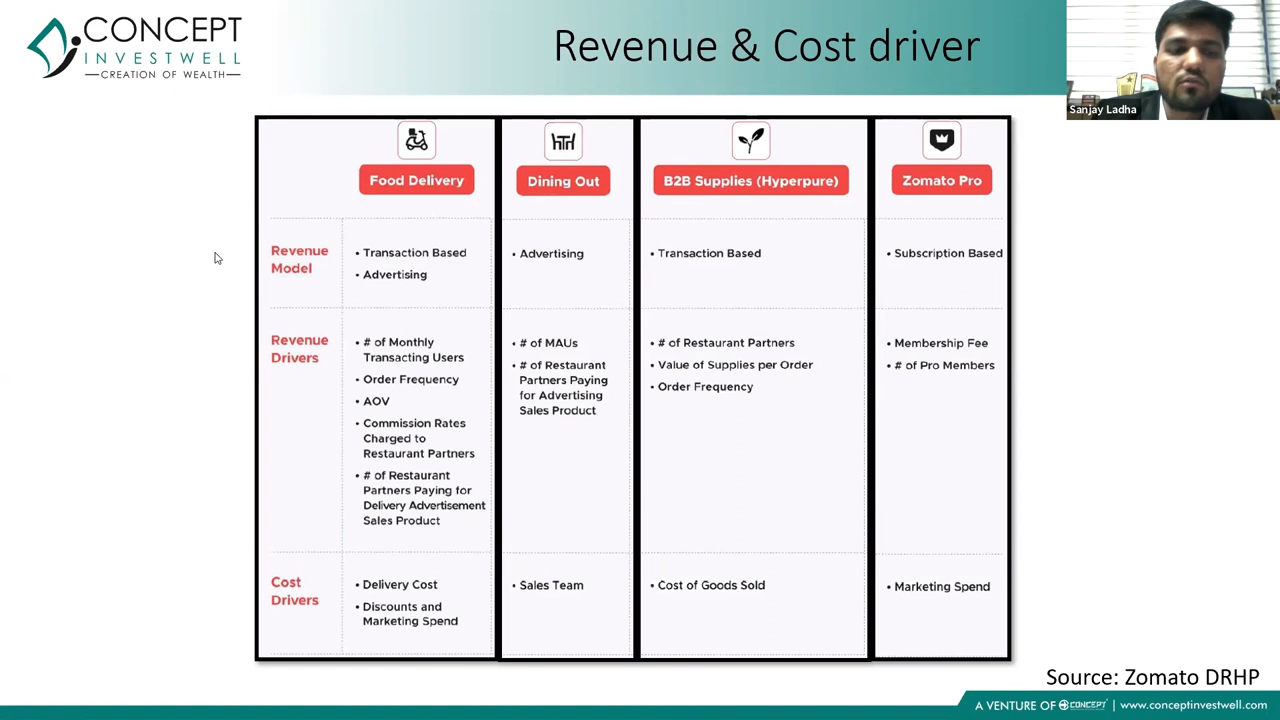 CONCEPT
INVESTWELL
CREATION OF WEALTH
Revenue & Cost driver
Sanjay Ladha
Food Delivery
Dining Out
B2B Supplies (Hyperpure)
Zomato Pro
Revenue
Model
• Transaction Based
• Advertising
• Advertising
• Transaction Based
• Subscription Based
Revenue
Drivers
• # of Monthly
Transacting Users
• Order Frequency
• AOV
• Commission Rates
Charged to
Restaurant Partners
• # of Restaurant
Partners Paying for
Delivery Advertisement
Sales Product
• # of MAUs
• # of Restaurant
Partners Paying
for Advertising
Sales Product
• # of Restaurant Partners
• Value of Supplies per Order
• Order Frequency
• Membership Fee
• # of Pro Members
Cost
Drivers
• Delivery Cost
• Discounts and
Marketing Spend
• Sales Team
• Cost of Goods Sold
• Marketing Spend
Source: Zomato DRHP
A VENTURE OF CONCEPT | www.conceptinvestwell.com